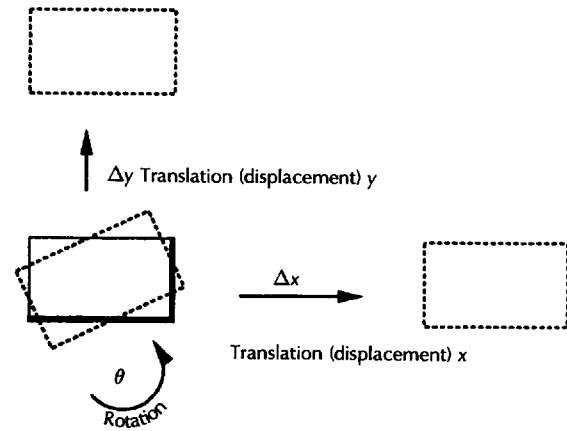 Δy Translation (displacement) y
Δx
Translation (displacement) x
θ
Rotation